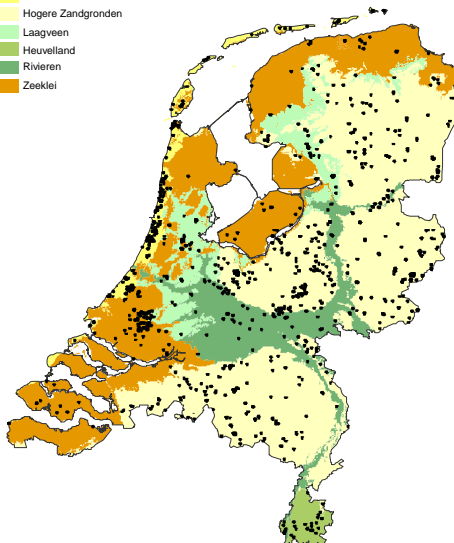 Hogere Zandgronden
Laagveen
Heuvelland
Rivieren
Zeeklei